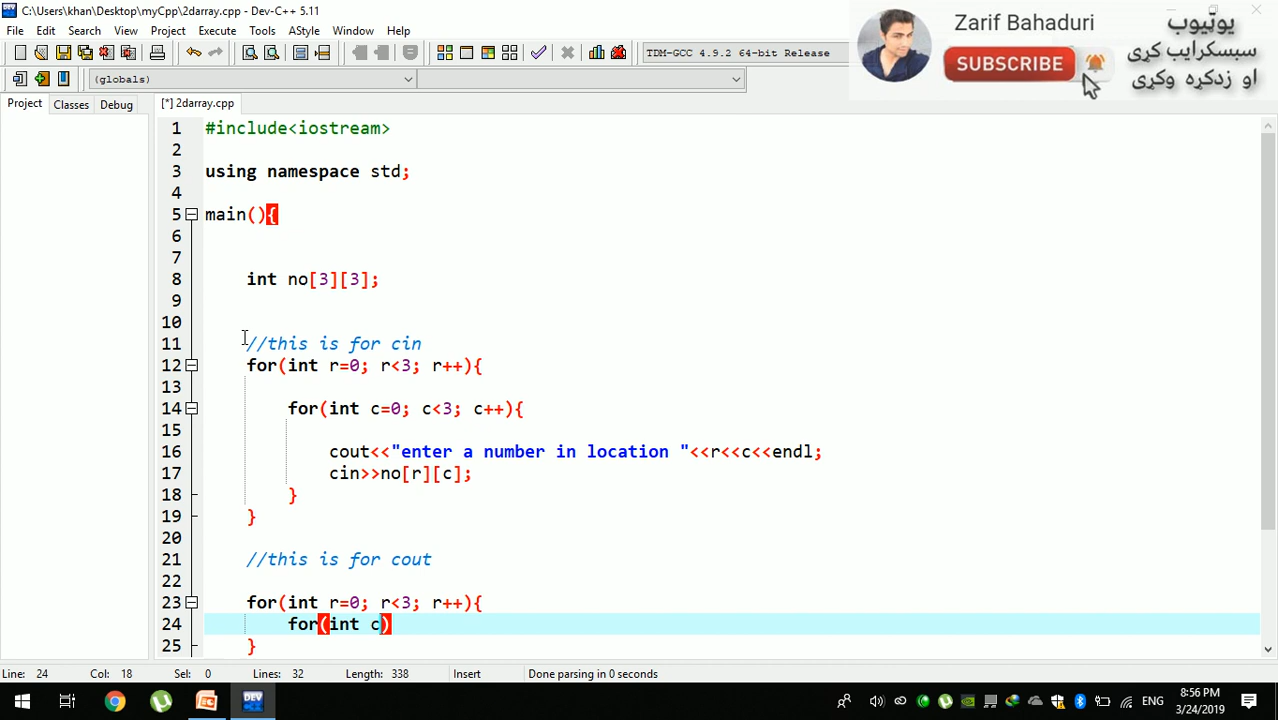 C:\Users\khan\Desktop\myCpp\2darray.cpp - Dev-C++ 5.11
File Edit Search View Project Execute Tools AStyle Window Help
TDM-GCC 4.9.2 64-bit Release
(globals)
Zarif Bahaduri
SUBSCRIBE
یوټیوب
سبسکرایب کړی
او زدکړه وکړی
Project Classes Debug [*] 2darray.cpp
1 #include<iostream>
2
3 using namespace std;
4
5 main(){
6
7
8 int no[3][3];
9
10
11 //this is for cin
12 for(int r=0; r<3; r++){
13
14 for(int c=0; c<3; c++){
15
16 cout<<"enter a number in location "<<r<<c<<endl;
17 cin>>no[r][c];
18 }
19 }
20
21 //this is for cout
22
23 for(int r=0; r<3; r++){
24 for(int c)
25 }
Line: 24 Col: 18 Sel: 0 Lines: 32 Length: 338 Insert Done parsing in 0 seconds
DEV
ENG
8:56 PM
3/24/2019